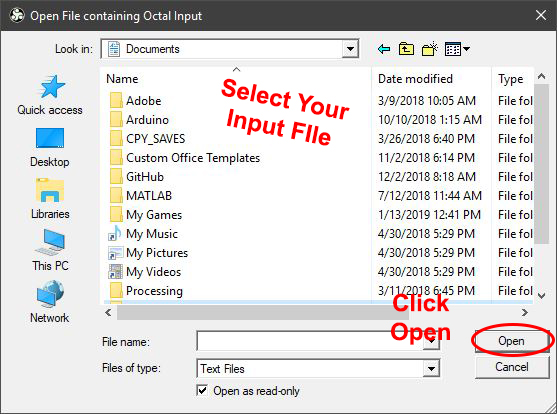 Open File containing Octal Input
Look in: Documents
Name Date modified Type
Adobe 3/9/2018 10:05 AM File fol
Arduino 10/10/2018 1:15 AM File fol
CPY_SAVES 3/26/2018 6:40 PM File fol
Custom Office Templates 11/2/2018 6:14 PM File fol
GitHub 12/2/2018 8:18 AM File fol
MATLAB 7/12/2018 11:44 AM File fol
My Games 1/13/2019 12:41 PM File fol
My Music 4/30/2018 5:29 PM File fol
My Pictures 4/30/2018 5:29 PM File fol
My Videos 4/30/2018 5:29 PM File fol
Processing 3/11/2018 6:45 PM File fol
Quick access
Desktop
Libraries
This PC
Network
Select Your
Input FIle
Click
Open
File name:
Open
Files of type: Text Files
Cancel
Open as read-only